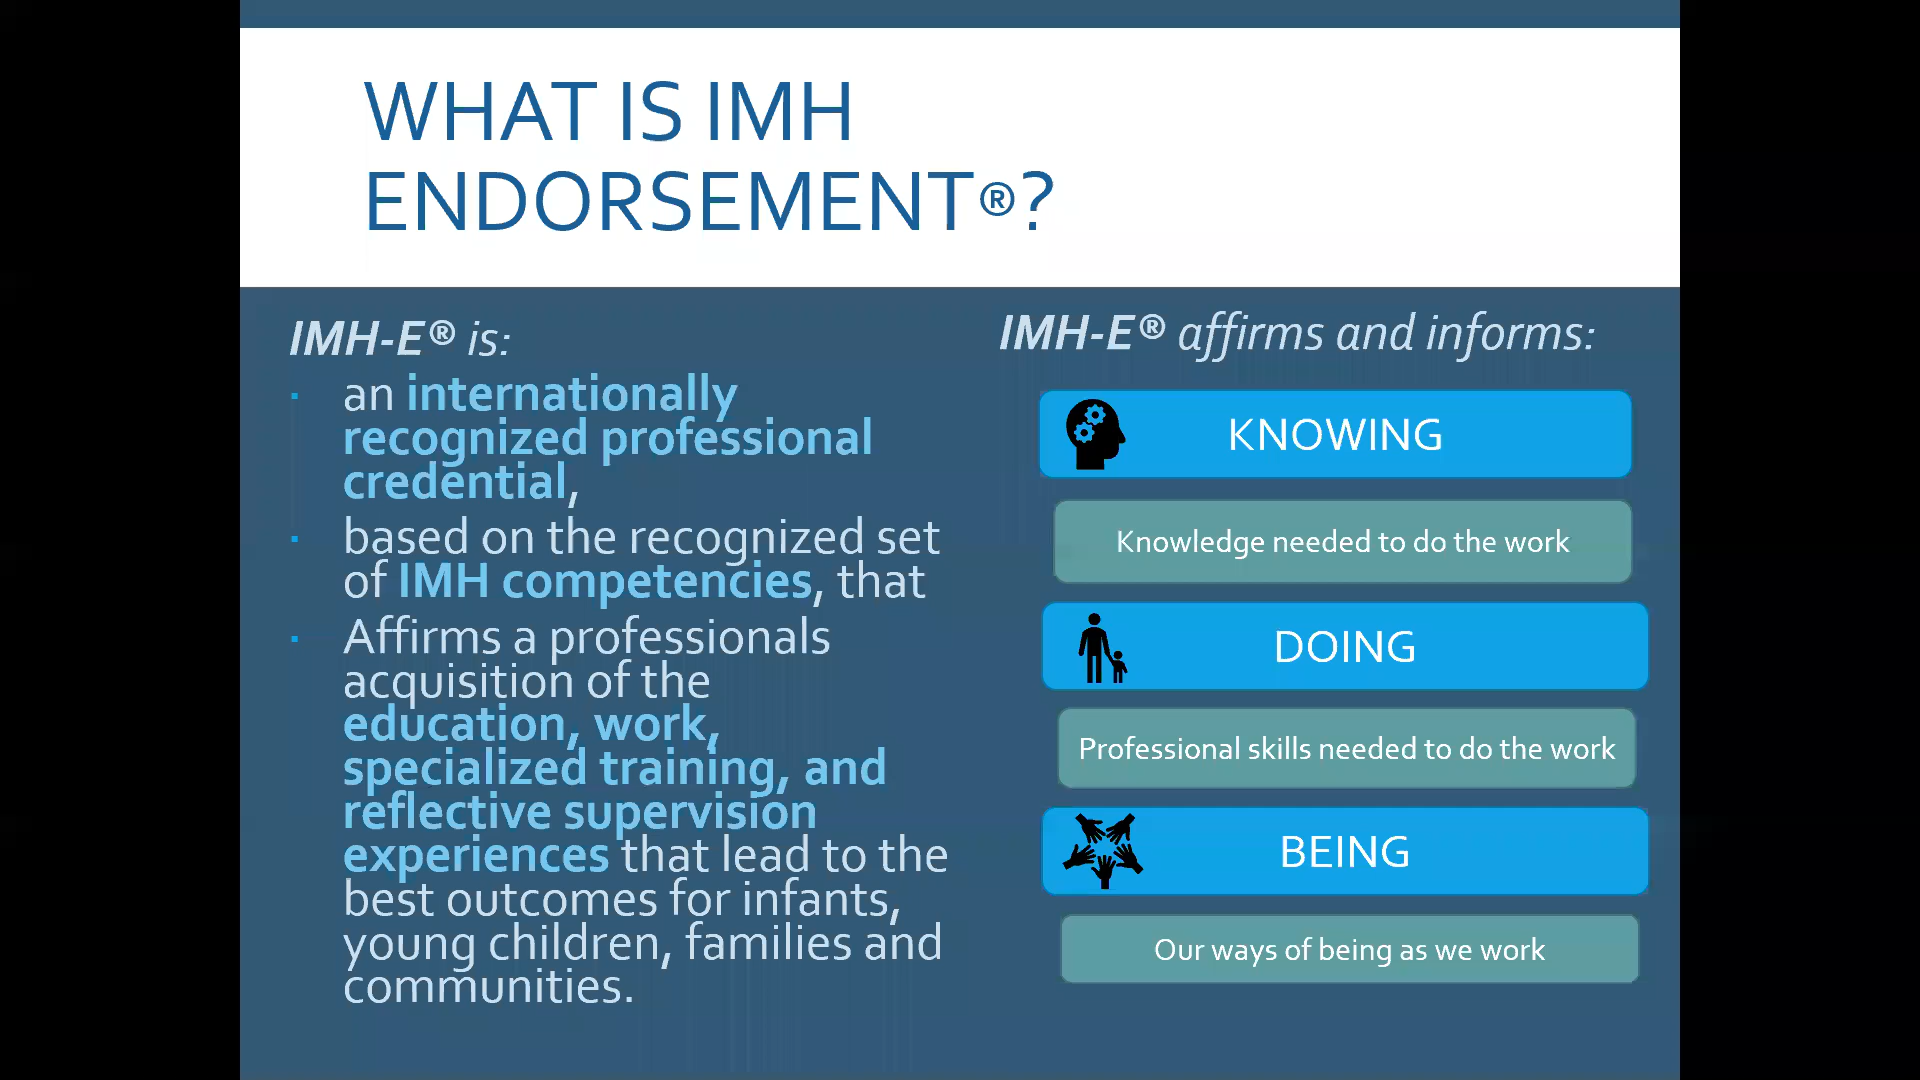 WHAT IS IMH
ENDORSEMENT®?
IMH-E® is:
· an internationally
recognized professional
credential,
· based on the recognized set
of IMH competencies, that
· Affirms a professionals
acquisition of the
education, work,
specialized training, and
reflective supervision
experiences that lead to the
best outcomes for infants,
young children, families and
communities.
IMH-E® affirms and informs:
KNOWING
Knowledge needed to do the work
DOING
Professional skills needed to do the work
BEING
Our ways of being as we work